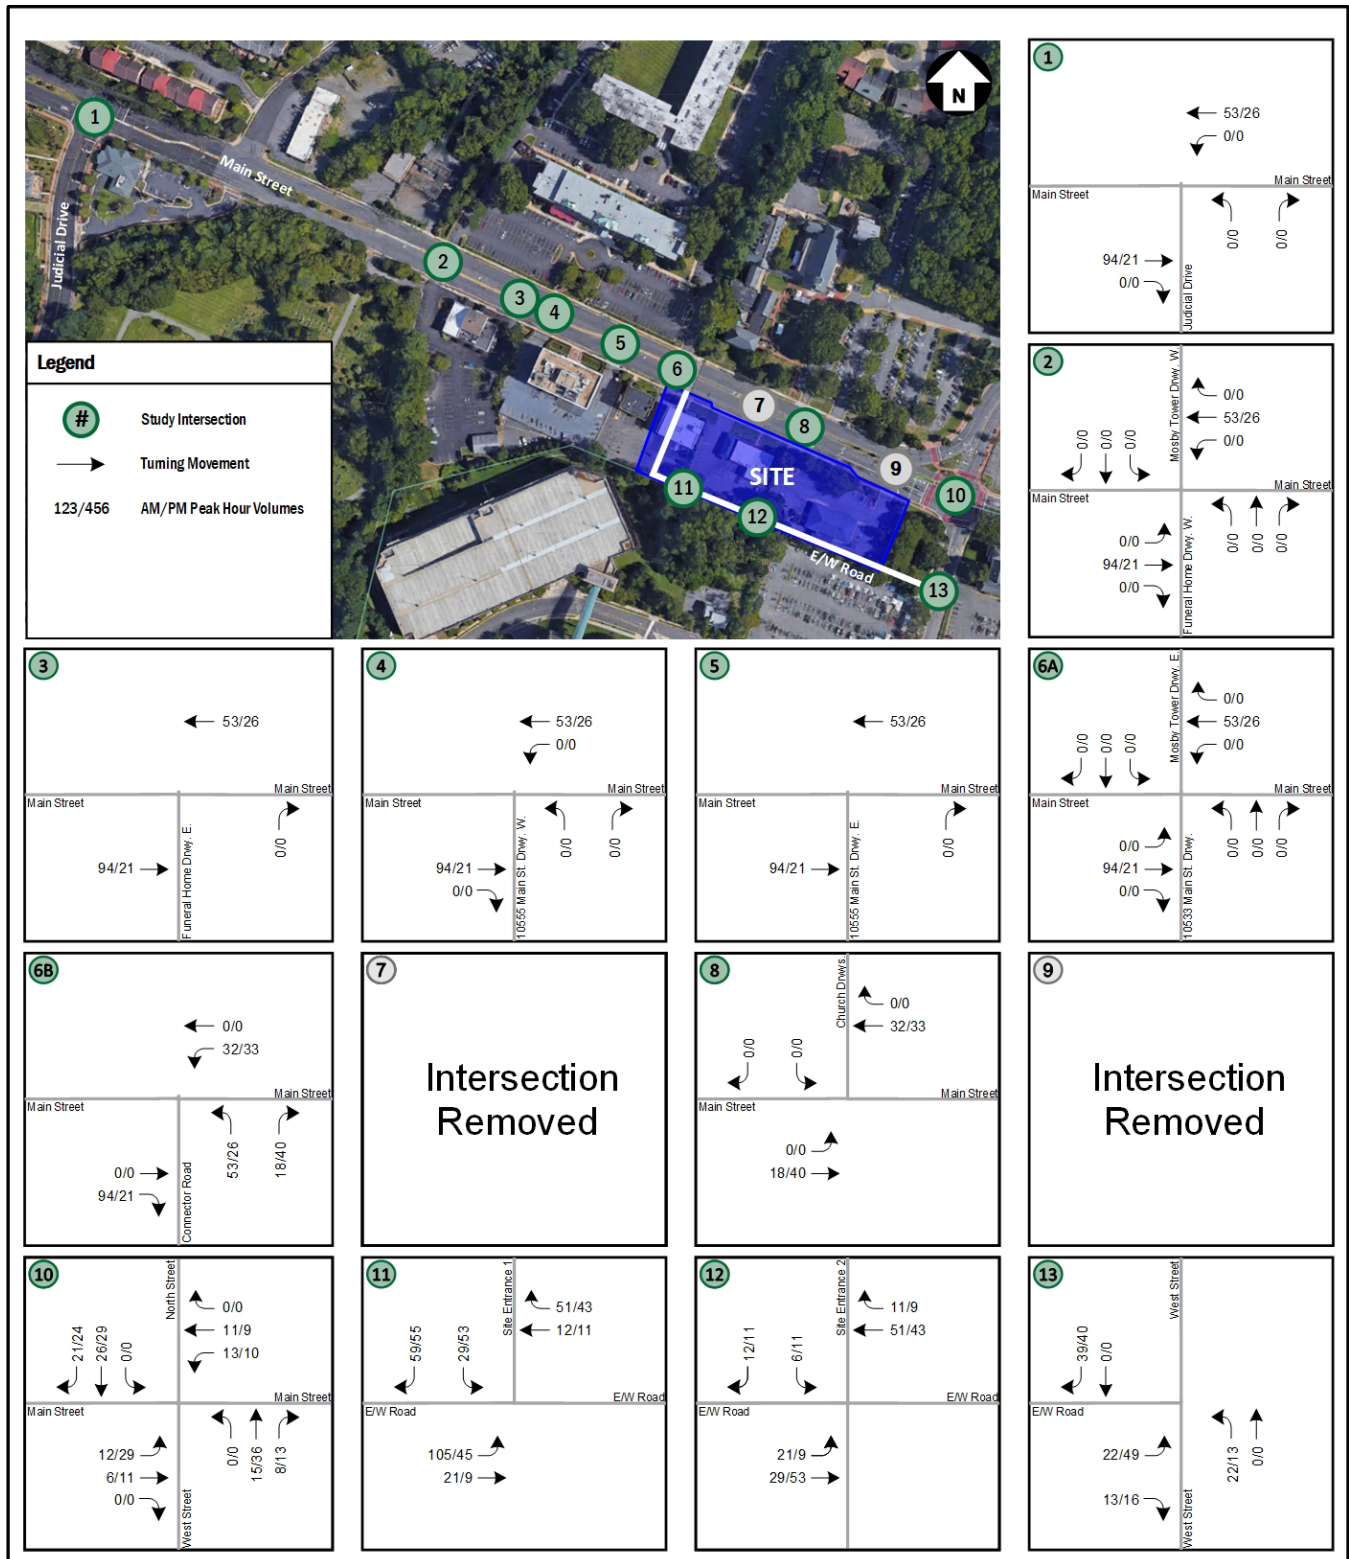 1
Main Street
Judicial Drive
2
3
4
5
6
7
8
9
10
11
12
13
SITE
E/W Road
N
Legend
# Study Intersection
Turning Movement
123/456 AM/PM Peak Hour Volumes
1
53/26
0/0
Main Street
Main Street
94/21
0/0
0/0
0/0
Judicial Drive
2
Mosby Tower Drwy. W.
0/0
53/26
0/0
0/0
0/0
0/0
Main Street
Main Street
0/0
94/21
0/0
0/0
0/0
0/0
Funeral Home Drwy. W.
3
53/26
Main Street
Main Street
94/21
0/0
Funeral Home Drwy. E.
4
53/26
0/0
Main Street
Main Street
94/21
0/0
0/0
0/0
10555 Main St. Drwy. W.
5
53/26
Main Street
Main Street
94/21
0/0
10555 Main St. Drwy. E.
6A
Mosby Tower Drwy. E.
0/0
53/26
0/0
0/0
0/0
0/0
Main Street
Main Street
0/0
94/21
0/0
0/0
0/0
0/0
10533 Main St. Drwy.
6B
0/0
32/33
Main Street
Main Street
0/0
94/21
53/26
18/40
Connector Road
7
Intersection
Removed
8
Church Drwys.
0/0
32/33
0/0
0/0
Main Street
Main Street
0/0
18/40
9
Intersection
Removed
10
North Street
0/0
11/9
13/10
21/24
26/29
0/0
Main Street
Main Street
12/29
6/11
0/0
0/0
15/36
8/13
West Street
11
Site Entrance 1
51/43
12/11
59/55
29/53
E/W Road
E/W Road
105/45
21/9
12
Site Entrance 2
11/9
51/43
12/11
6/11
E/W Road
E/W Road
21/9
29/53
13
West Street
39/40
0/0
E/W Road
22/49
13/16
22/13
0/0
West Street